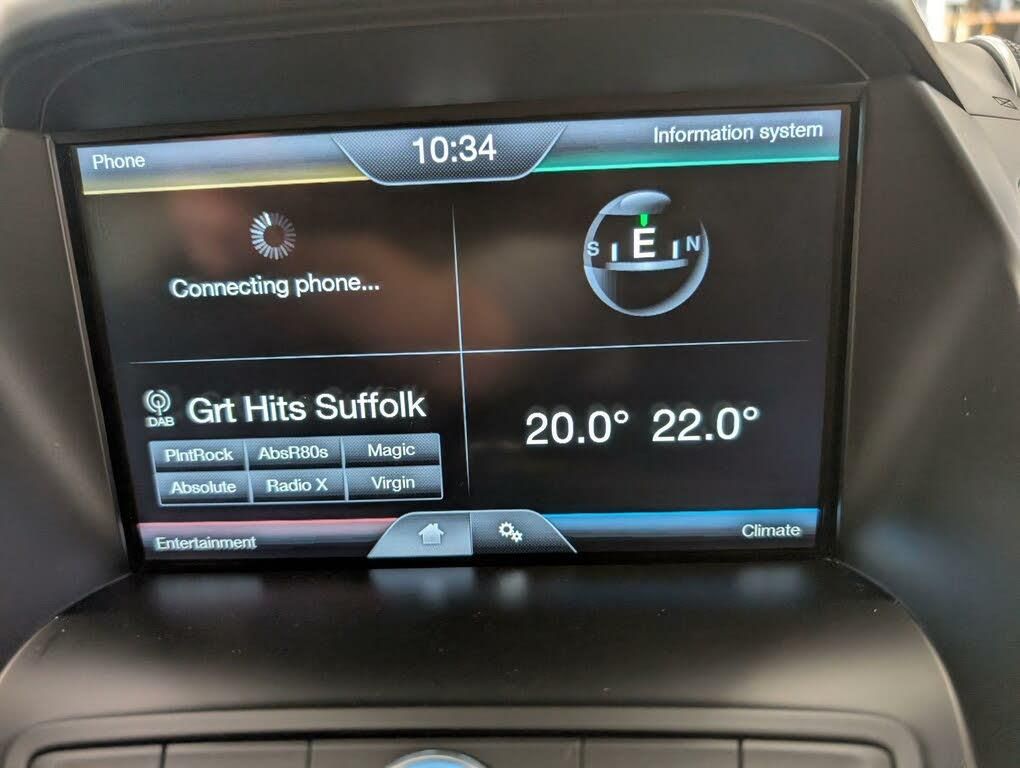 Phone
10:34
Information system
Connecting phone...
S E N
DAB
Grt Hits Suffolk
PlntRock AbsR80s Magic
Absolute Radio X Virgin
20.0° 22.0°
Entertainment
Climate